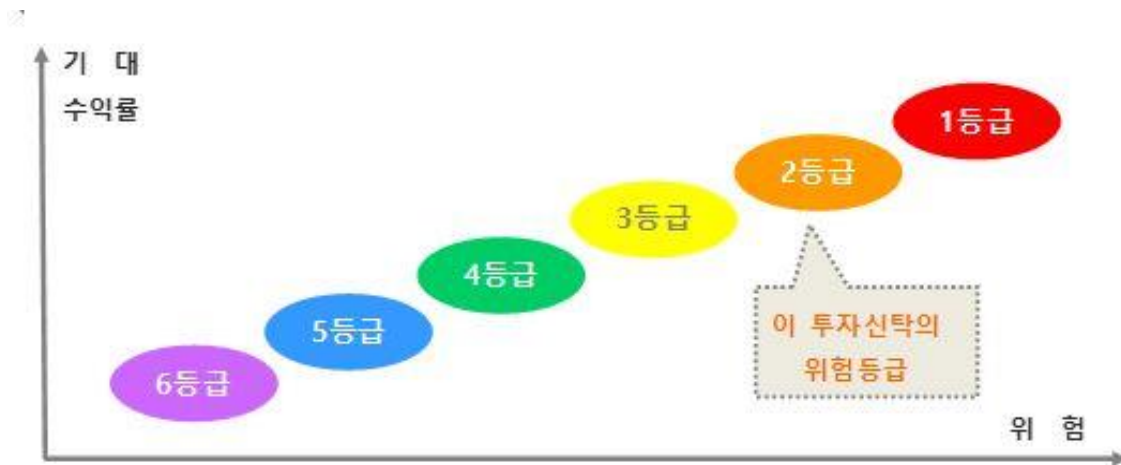 기 대
수익률
1등급
2등급
3등급
4등급
5등급
6등급
이 투자신탁의
위험등급
위 험